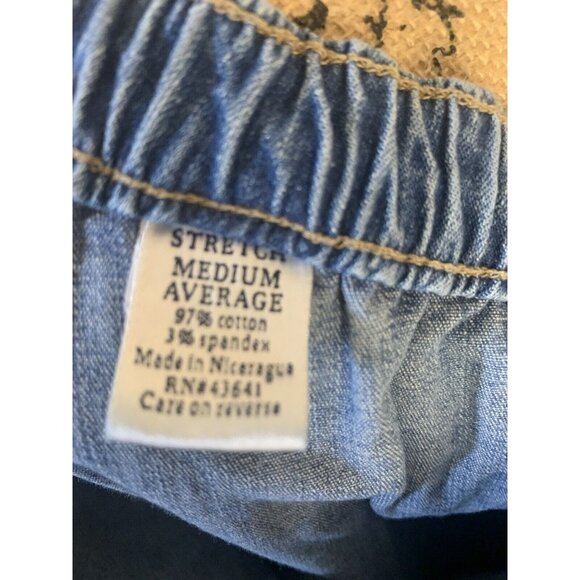 STRETCH
MEDIUM
AVERAGE
97% cotton
3% spandex
Made in Nicaragua
RN#43641
Care on reverse